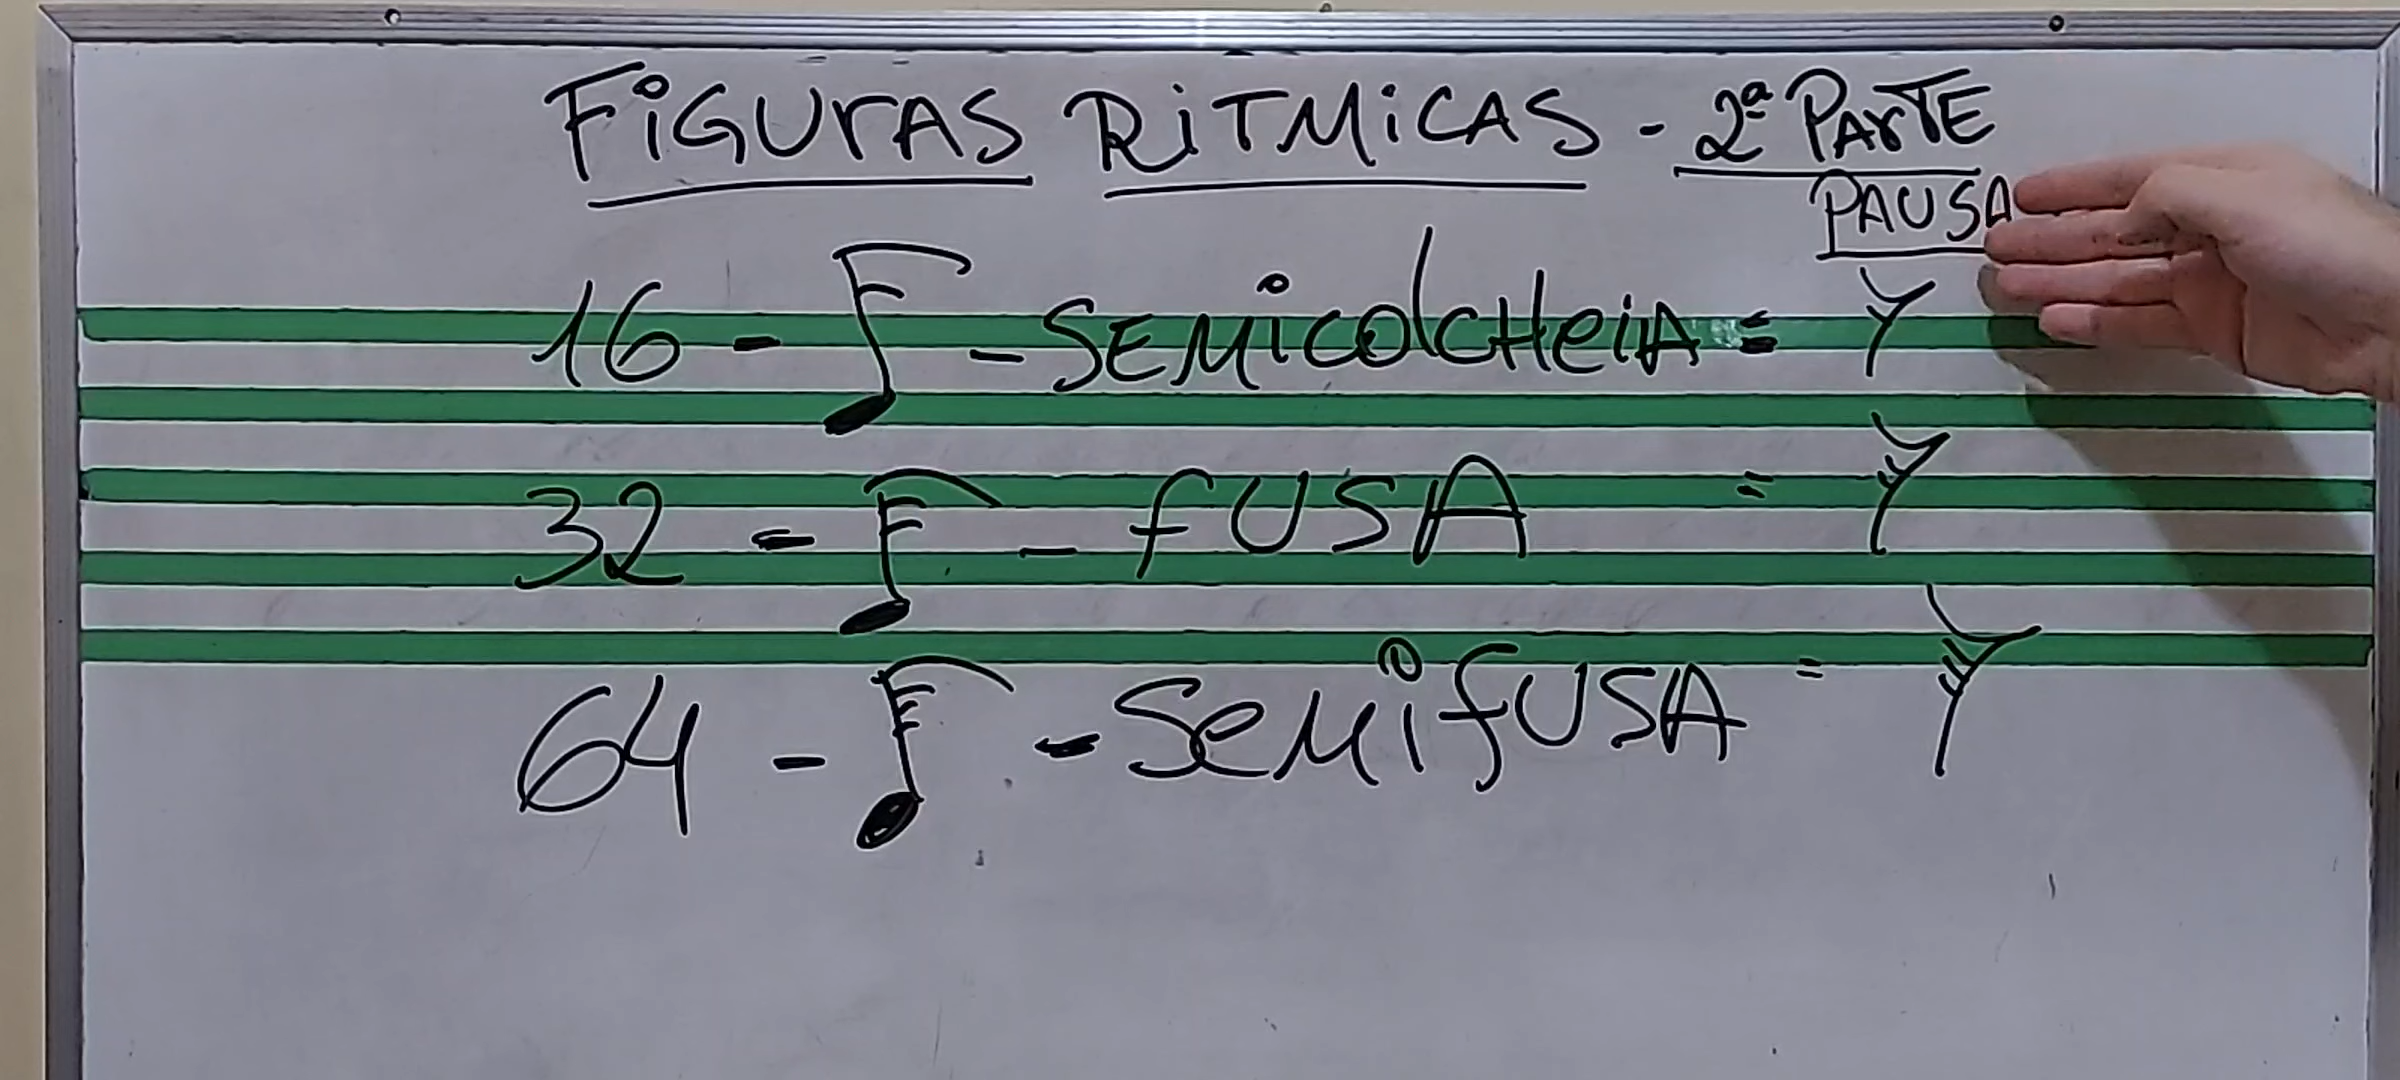 FiGUrAS RiTMiCAS - 2ª PArTE
PAUSA
16 - - SEMicolcHeiA =
32 - - fUSA =
64 - - SeMifUSA =